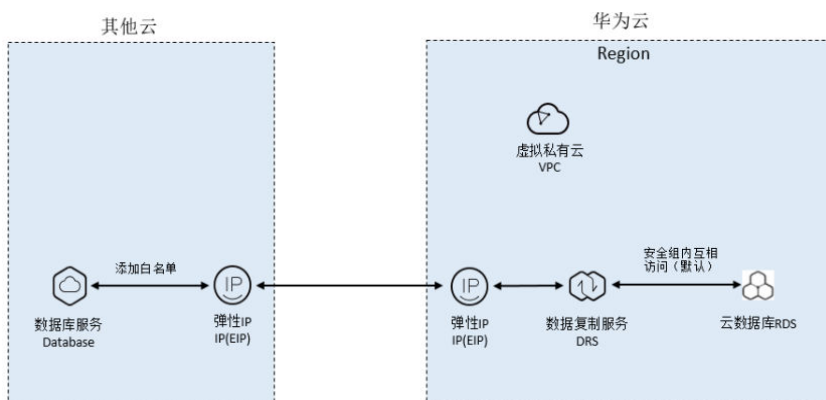 其他云
华为云
Region
虚拟私有云
VPC
添加白名单
安全组内互相
访问（默认）
IP
IP
数据库服务
Database
弹性IP
IP(EIP)
弹性IP
IP(EIP)
数据复制服务
DRS
云数据库RDS